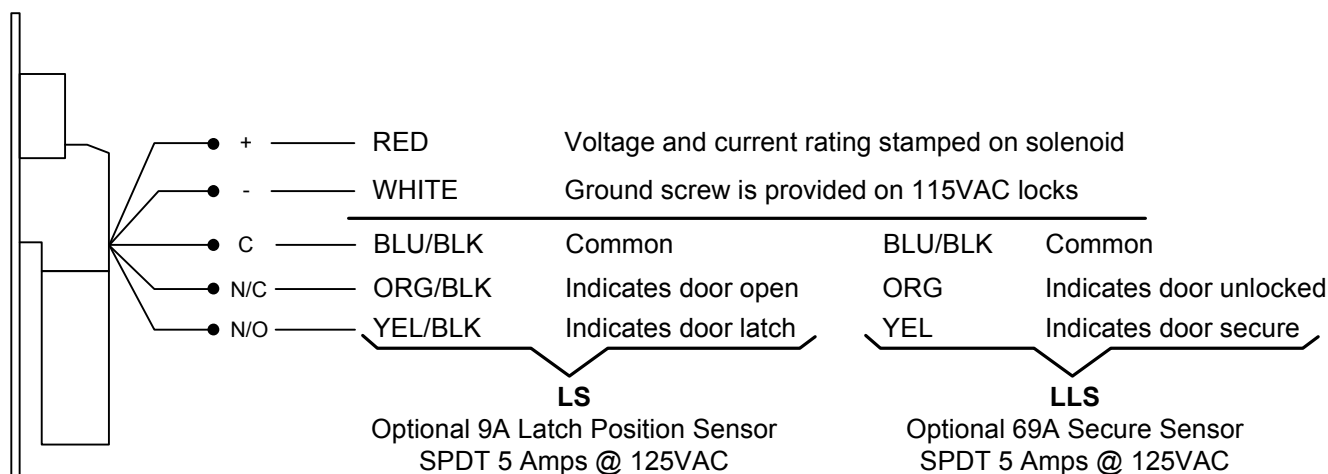 + RED Voltage and current rating stamped on solenoid
- WHITE Ground screw is provided on 115VAC locks
C BLU/BLK Common BLU/BLK Common
N/C ORG/BLK Indicates door open ORG Indicates door unlocked
N/O YEL/BLK Indicates door latch YEL Indicates door secure
LS LLS
Optional 9A Latch Position Sensor Optional 69A Secure Sensor
SPDT 5 Amps @ 125VAC SPDT 5 Amps @ 125VAC